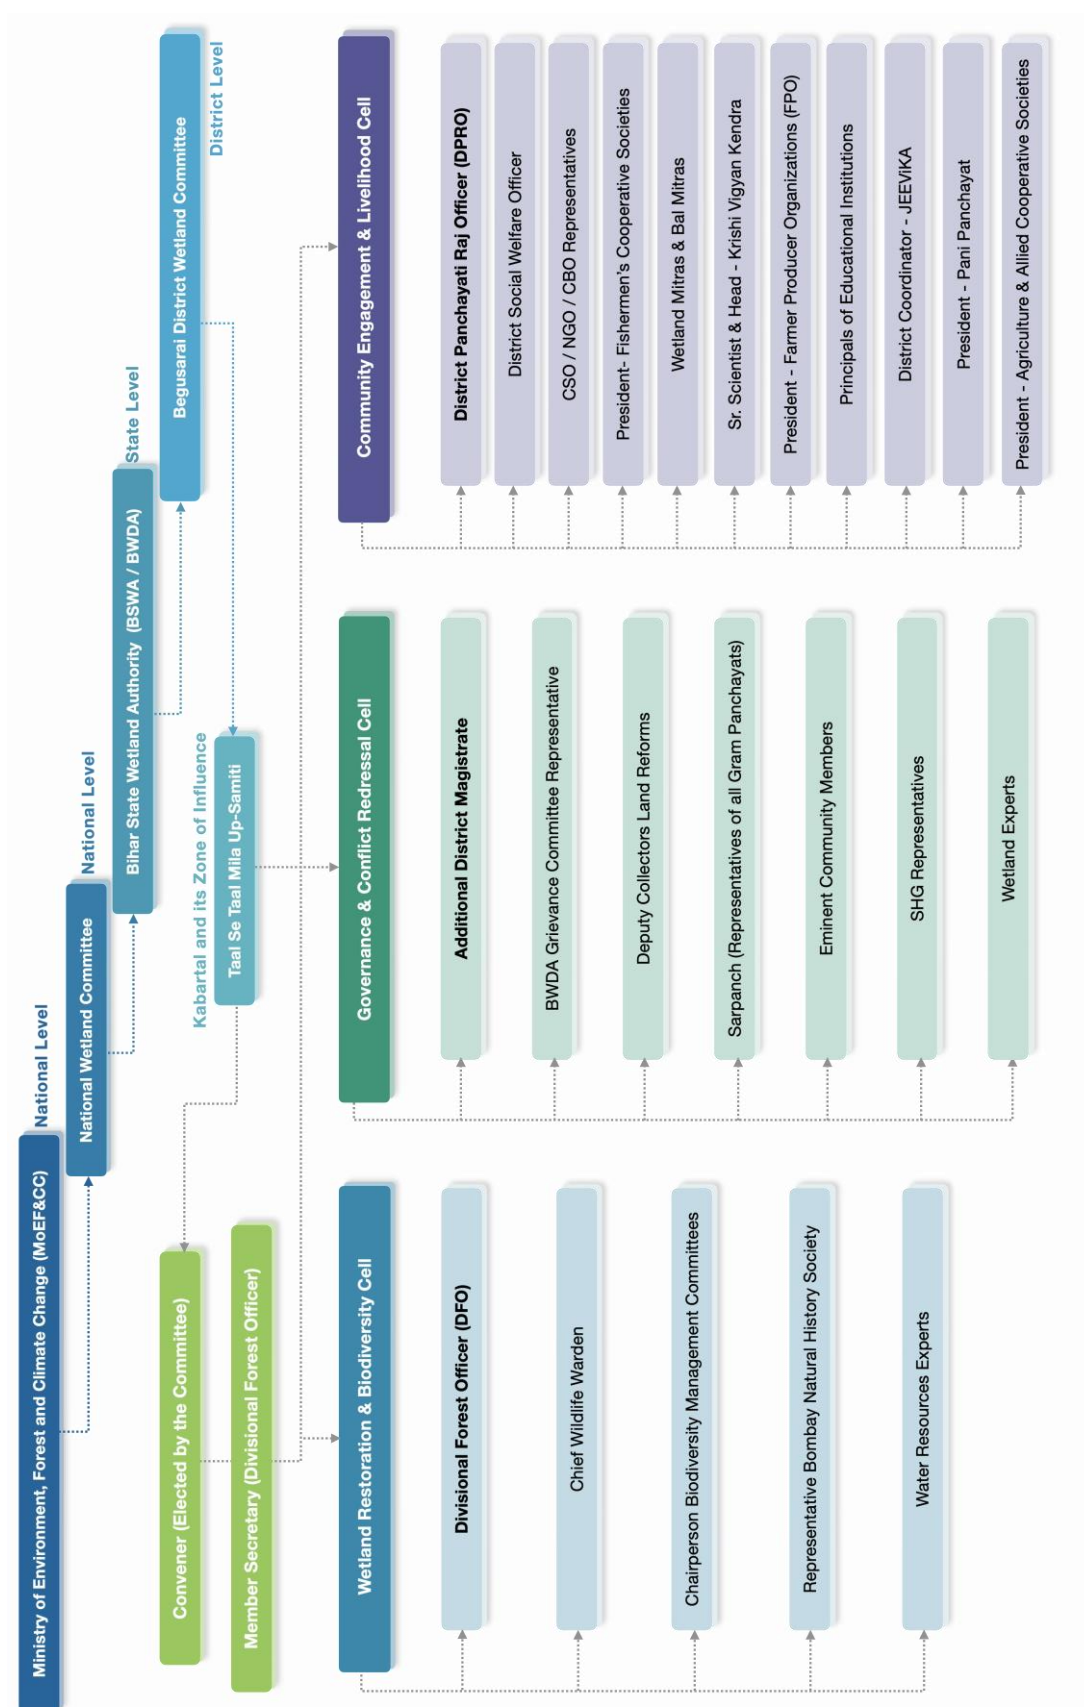 Ministry of Environment, Forest and Climate Change (MoEF&CC)
National Level
National Wetland Committee
National Level
Bihar State Wetland Authority (BSWA / BWDA)
State Level
Begusarai District Wetland Committee
District Level
Kabartal and its Zone of Influence
Taal Se Taal Mila Up-Samiti
Convener (Elected by the Committee)
Member Secretary (Divisional Forest Officer)
Wetland Restoration & Biodiversity Cell
Divisional Forest Officer (DFO)
Chief Wildlife Warden
Chairperson Biodiversity Management Committees
Representative Bombay Natural History Society
Water Resources Experts
Governance & Conflict Redressal Cell
Additional District Magistrate
BWDA Grievance Committee Representative
Deputy Collectors Land Reforms
Sarpanch (Representatives of all Gram Panchayats)
Eminent Community Members
SHG Representatives
Wetland Experts
Community Engagement & Livelihood Cell
District Panchayati Raj Officer (DPRO)
District Social Welfare Officer
CSO / NGO / CBO Representatives
President- Fishermen's Cooperative Societies
Wetland Mitras & Bal Mitras
Sr. Scientist & Head - Krishi Vigyan Kendra
President - Farmer Producer Organizations (FPO)
Principals of Educational Institutions
District Coordinator - JEEViKA
President - Pani Panchayat
President - Agriculture & Allied Cooperative Societies